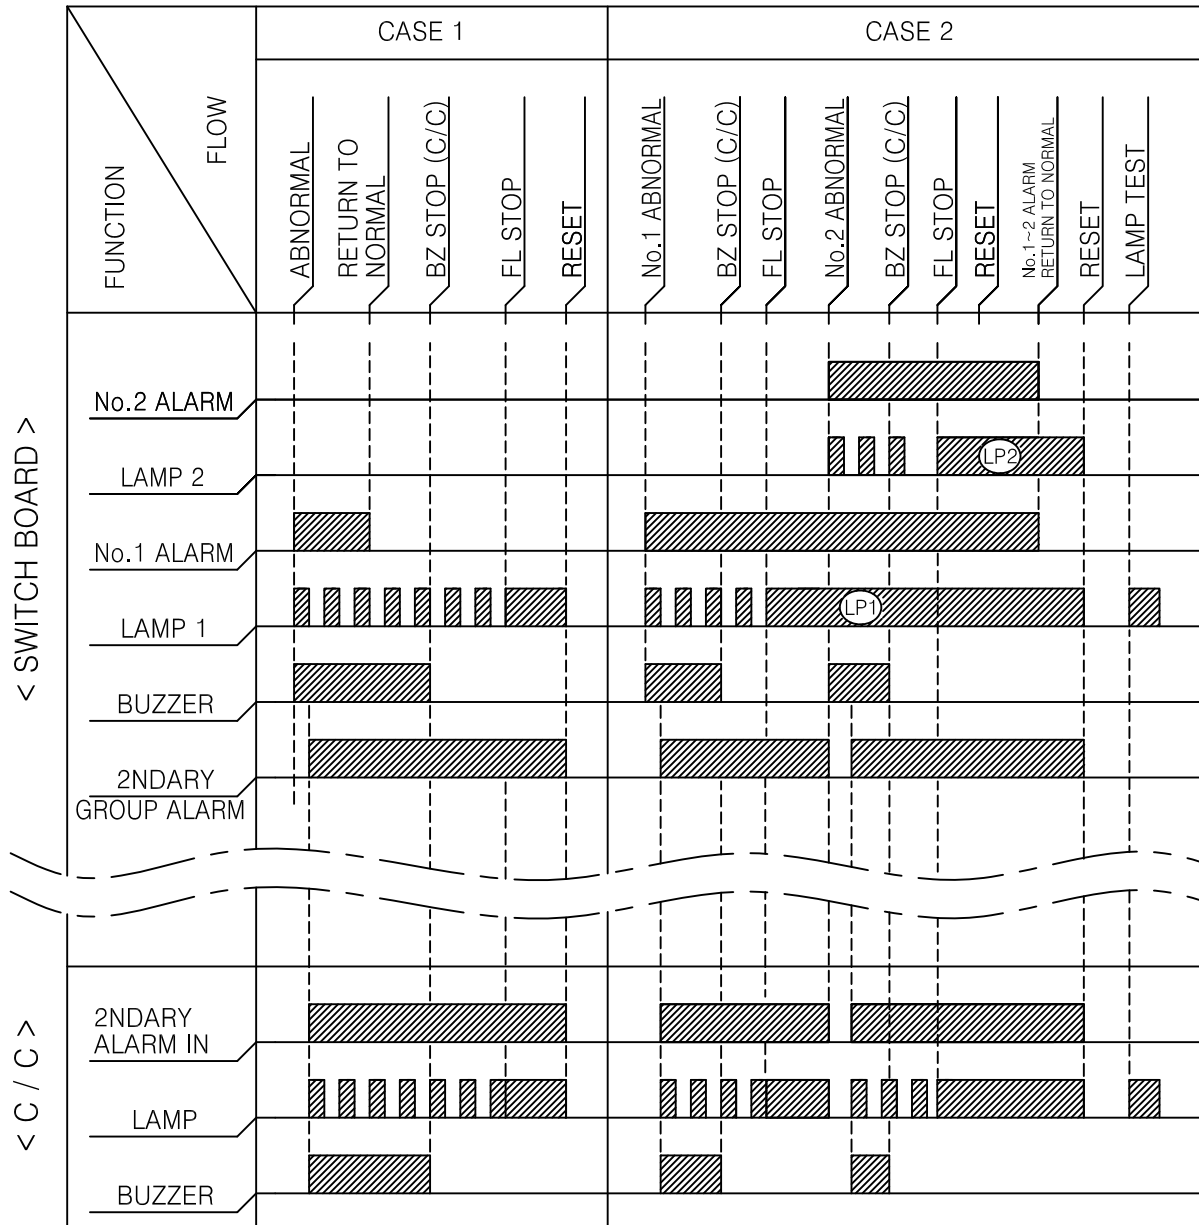 CASE 1
CASE 2
FLOW
FUNCTION
ABNORMAL
RETURN TO
NORMAL
BZ STOP (C/C)
FL STOP
RESET
No.1 ABNORMAL
BZ STOP (C/C)
FL STOP
No.2 ABNORMAL
BZ STOP (C/C)
FL STOP
RESET
No.1~2 ALARM
RETURN TO NORMAL
RESET
LAMP TEST
< SWITCH BOARD >
No.2 ALARM
LAMP 2
LP2
No.1 ALARM
LAMP 1
LP1
BUZZER
2NDARY
GROUP ALARM
< C / C >
2NDARY
ALARM IN
LAMP
BUZZER